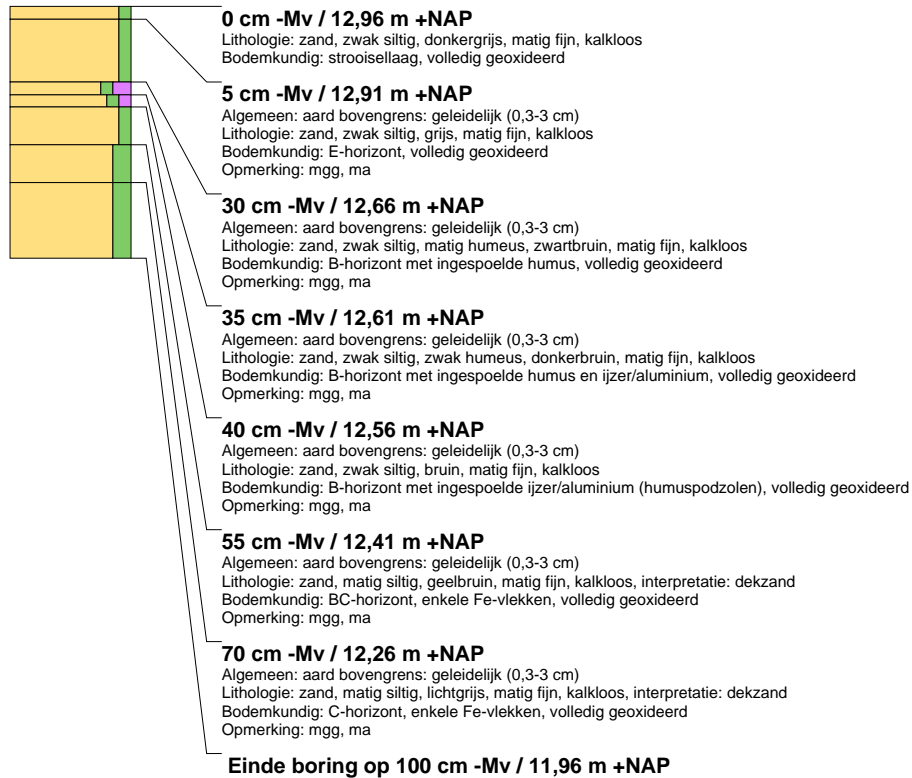 0 cm -Mv / 12,96 m +NAP
Lithologie: zand, zwak siltig, donkergrijs, matig fijn, kalkloos
Bodemkundig: strooisellaag, volledig geoxideerd
5 cm -Mv / 12,91 m +NAP
Algemeen: aard bovengrens: geleidelijk (0,3-3 cm)
Lithologie: zand, zwak siltig, grijs, matig fijn, kalkloos
Bodemkundig: E-horizont, volledig geoxideerd
Opmerking: mgg, ma
30 cm -Mv / 12,66 m +NAP
Algemeen: aard bovengrens: geleidelijk (0,3-3 cm)
Lithologie: zand, zwak siltig, matig humeus, zwartbruin, matig fijn, kalkloos
Bodemkundig: B-horizont met ingespoelde humus, volledig geoxideerd
Opmerking: mgg, ma
35 cm -Mv / 12,61 m +NAP
Algemeen: aard bovengrens: geleidelijk (0,3-3 cm)
Lithologie: zand, zwak siltig, zwak humeus, donkerbruin, matig fijn, kalkloos
Bodemkundig: B-horizont met ingespoelde humus en ijzer/aluminium, volledig geoxideerd
Opmerking: mgg, ma
40 cm -Mv / 12,56 m +NAP
Algemeen: aard bovengrens: geleidelijk (0,3-3 cm)
Lithologie: zand, zwak siltig, bruin, matig fijn, kalkloos
Bodemkundig: B-horizont met ingespoelde ijzer/aluminium (humuspodzolen), volledig geoxideerd
Opmerking: mgg, ma
55 cm -Mv / 12,41 m +NAP
Algemeen: aard bovengrens: geleidelijk (0,3-3 cm)
Lithologie: zand, matig siltig, geelbruin, matig fijn, kalkloos, interpretatie: dekzand
Bodemkundig: BC-horizont, enkele Fe-vlekken, volledig geoxideerd
Opmerking: mgg, ma
70 cm -Mv / 12,26 m +NAP
Algemeen: aard bovengrens: geleidelijk (0,3-3 cm)
Lithologie: zand, matig siltig, lichtgrijs, matig fijn, kalkloos, interpretatie: dekzand
Bodemkundig: C-horizont, enkele Fe-vlekken, volledig geoxideerd
Opmerking: mgg, ma
Einde boring op 100 cm -Mv / 11,96 m +NAP